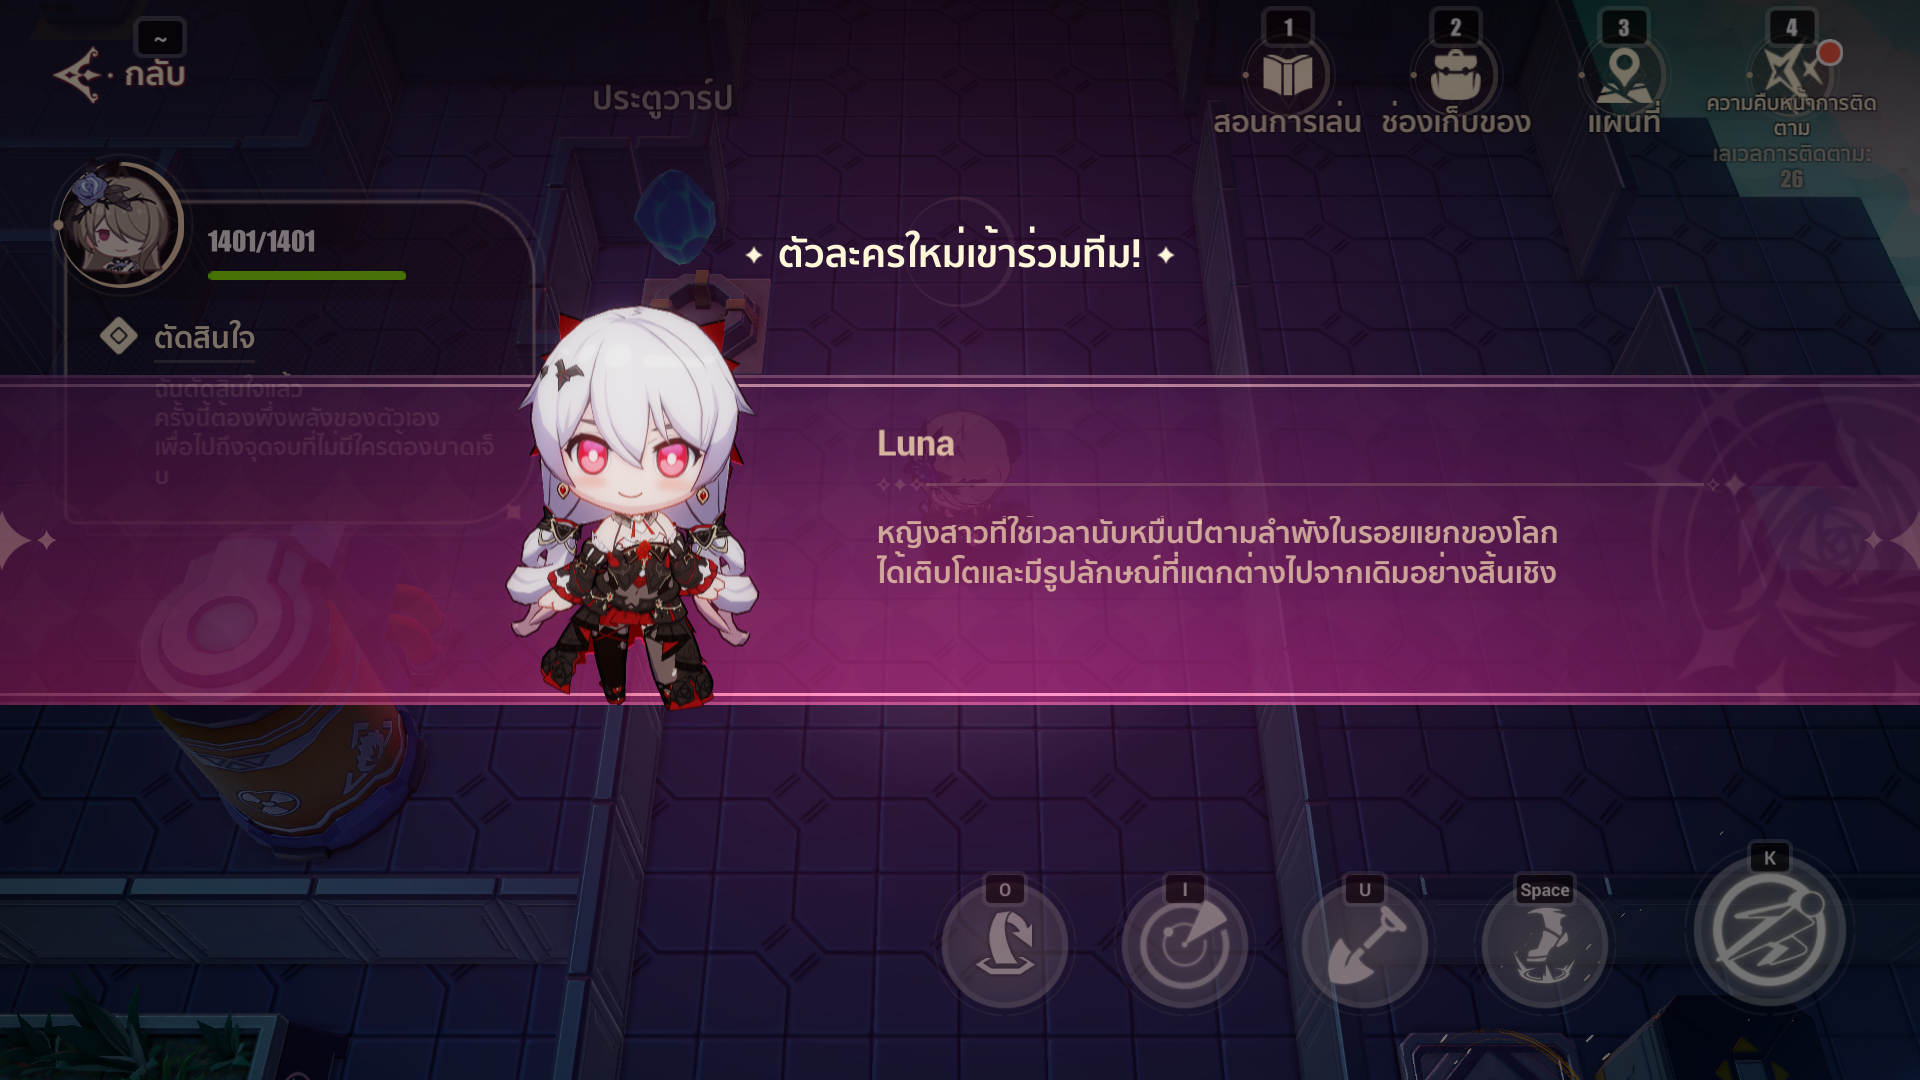 ~
กลับ
1
2
3
4
สอนการเล่น
ช่องเก็บของ
แผนที่
ความคืบหน้าการติด
ตาม
เลเวลการติดตาม:
26
ประตูวาร์ป
1401/1401
ตัวละครใหม่เข้าร่วมทีม!
ตัดสินใจ
ฉันตัดสินใจแล้ว
ครั้งนี้ต้องพึ่งพลังของตัวเอง
เพื่อไปถึงจุดจบที่ไม่มีใครต้องบาดเจ็
บ
Luna
หญิงสาวที่ใช้เวลานับหมื่นปีตามลำพังในรอยแยกของโลก
ได้เติบโตและมีรูปลักษณ์ที่แตกต่างไปจากเดิมอย่างสิ้นเชิง
O
I
U
Space
K